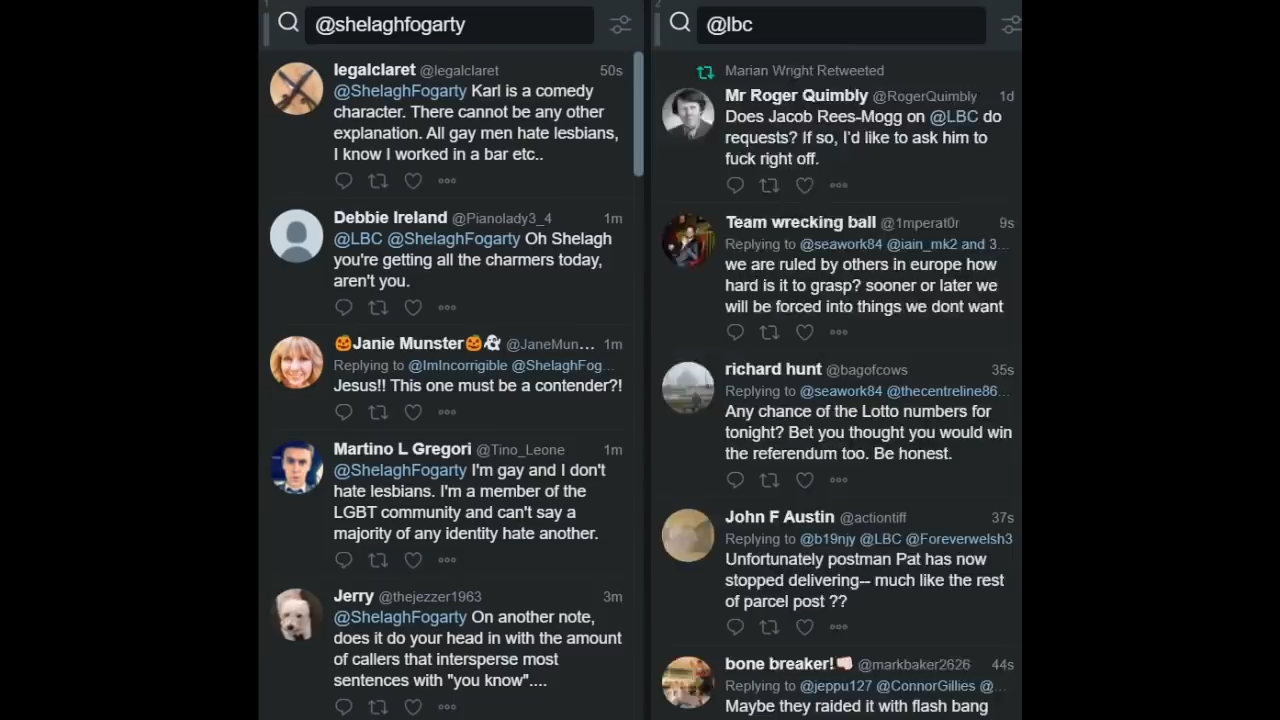 1
@shelaghfogarty
legalclaret @legalclaret 50s
@ShelaghFogarty Karl is a comedy
character. There cannot be any other
explanation. All gay men hate lesbians,
I know I worked in a bar etc..
Debbie Ireland @Pianolady3_4 1m
@LBC @ShelaghFogarty Oh Shelagh
you're getting all the charmers today,
aren't you.
🎃Janie Munster🎃👻 @JaneMun... 1m
Replying to @ImIncorrigible @ShelaghFog...
Jesus!! This one must be a contender?!
Martino L Gregori @Tino_Leone 1m
@ShelaghFogarty I'm gay and I don't
hate lesbians. I'm a member of the
LGBT community and can't say a
majority of any identity hate another.
Jerry @thejezzer1963 3m
@ShelaghFogarty On another note,
does it do your head in with the amount
of callers that intersperse most
sentences with "you know"....
2
@lbc
Marian Wright Retweeted
Mr Roger Quimbly @RogerQuimbly 1d
Does Jacob Rees-Mogg on @LBC do
requests? If so, I'd like to ask him to
fuck right off.
Team wrecking ball @1mperat0r 9s
Replying to @seawork84 @iain_mk2 and 3...
we are ruled by others in europe how
hard is it to grasp? sooner or later we
will be forced into things we dont want
richard hunt @bagofcows 35s
Replying to @seawork84 @thecentreline86...
Any chance of the Lotto numbers for
tonight? Bet you thought you would win
the referendum too. Be honest.
John F Austin @actiontiff 37s
Replying to @b19njy @LBC @Foreverwelsh3
Unfortunately postman Pat has now
stopped delivering-- much like the rest
of parcel post ??
bone breaker!👊🏻 @markbaker2626 44s
Replying to @jeppu127 @ConnorGillies @...
Maybe they raided it with flash bang